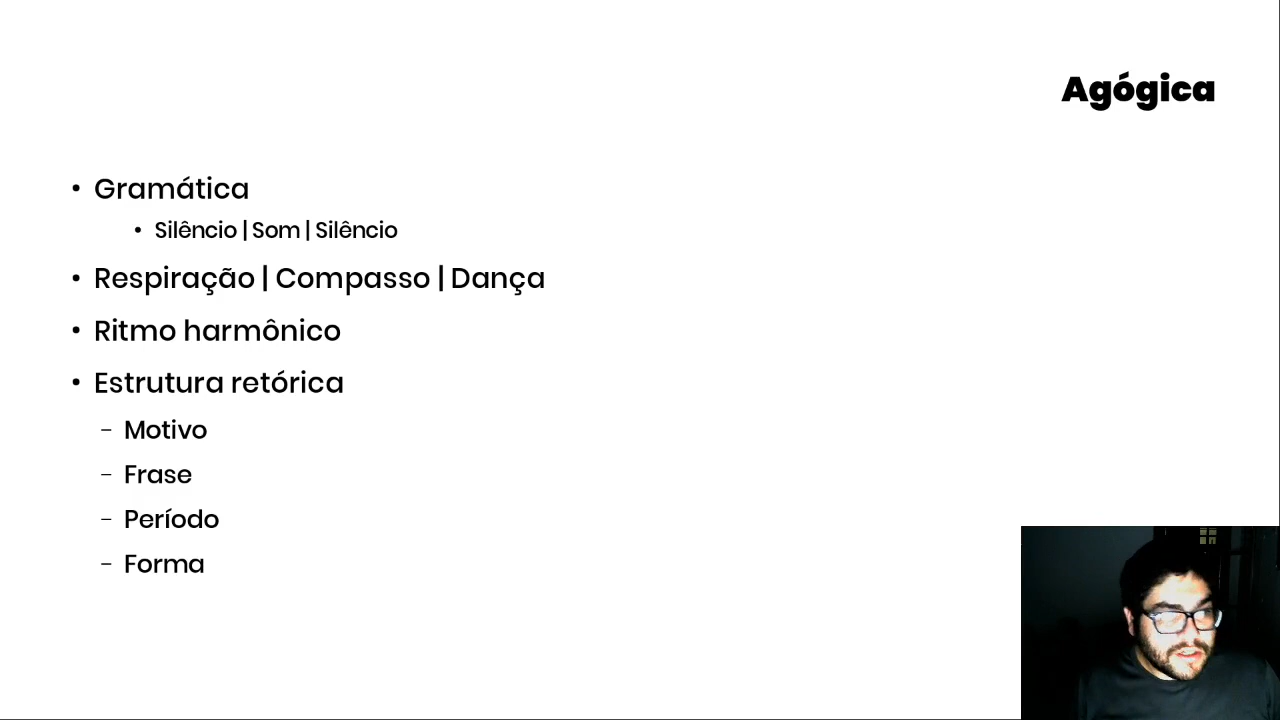 Agógica
• Gramática
• Silêncio | Som | Silêncio
• Respiração | Compasso | Dança
• Ritmo harmônico
• Estrutura retórica
– Motivo
– Frase
– Período
– Forma